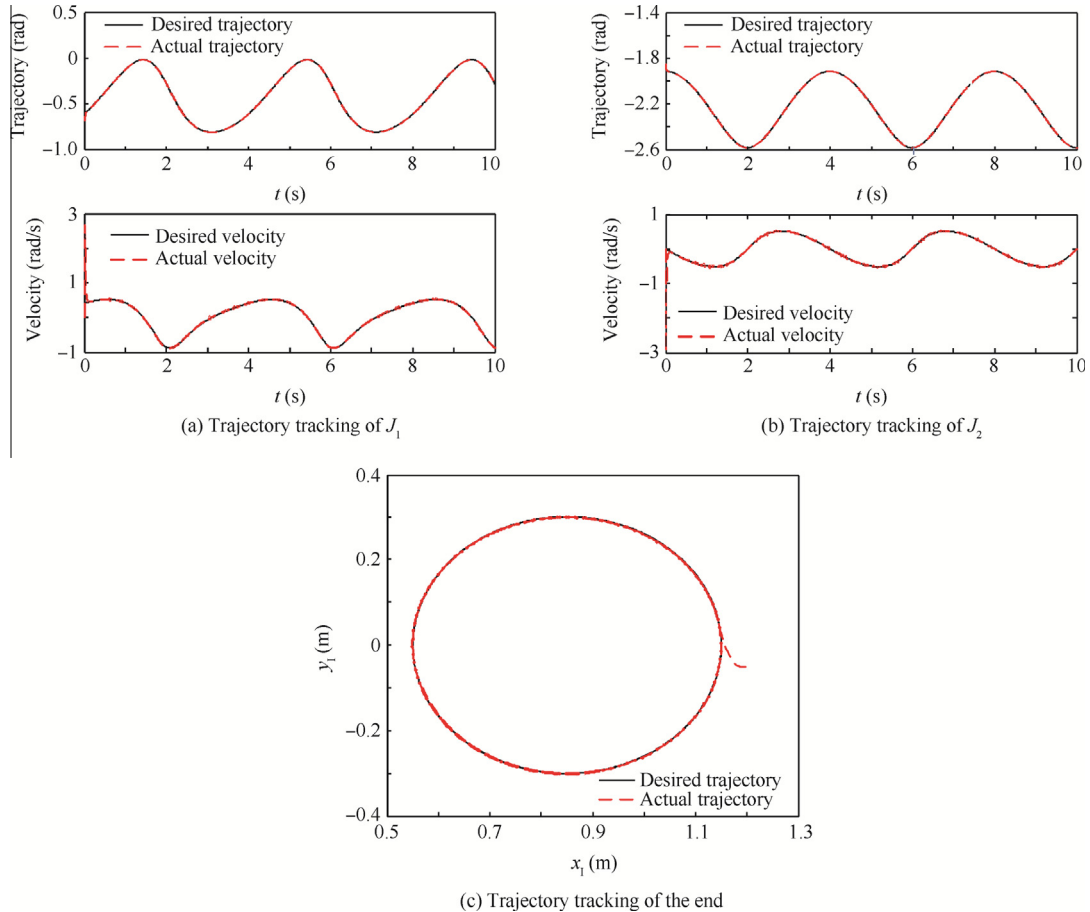 Trajectory (rad)
−0.5
0
−0.5
−1.0
Desired trajectory
Actual trajectory
0 2 4 6 8 10
t (s)
Velocity (rad/s)
3
1
−1
Desired velocity
Actual velocity
0 2 4 6 8 10
t (s)
(a) Trajectory tracking of J1
Trajectory (rad)
−1.4
−1.8
−2.2
−2.6
Desired trajectory
Actual trajectory
0 2 4 6 8 10
t (s)
Velocity (rad/s)
1
−1
−3
Desired velocity
Actual velocity
0 2 4 6 8 10
t (s)
(b) Trajectory tracking of J2
y1 (m)
0.4
0.2
0
−0.2
−0.4
Desired trajectory
Actual trajectory
0.5 0.7 0.9 1.1 1.3
x1 (m)
(c) Trajectory tracking of the end